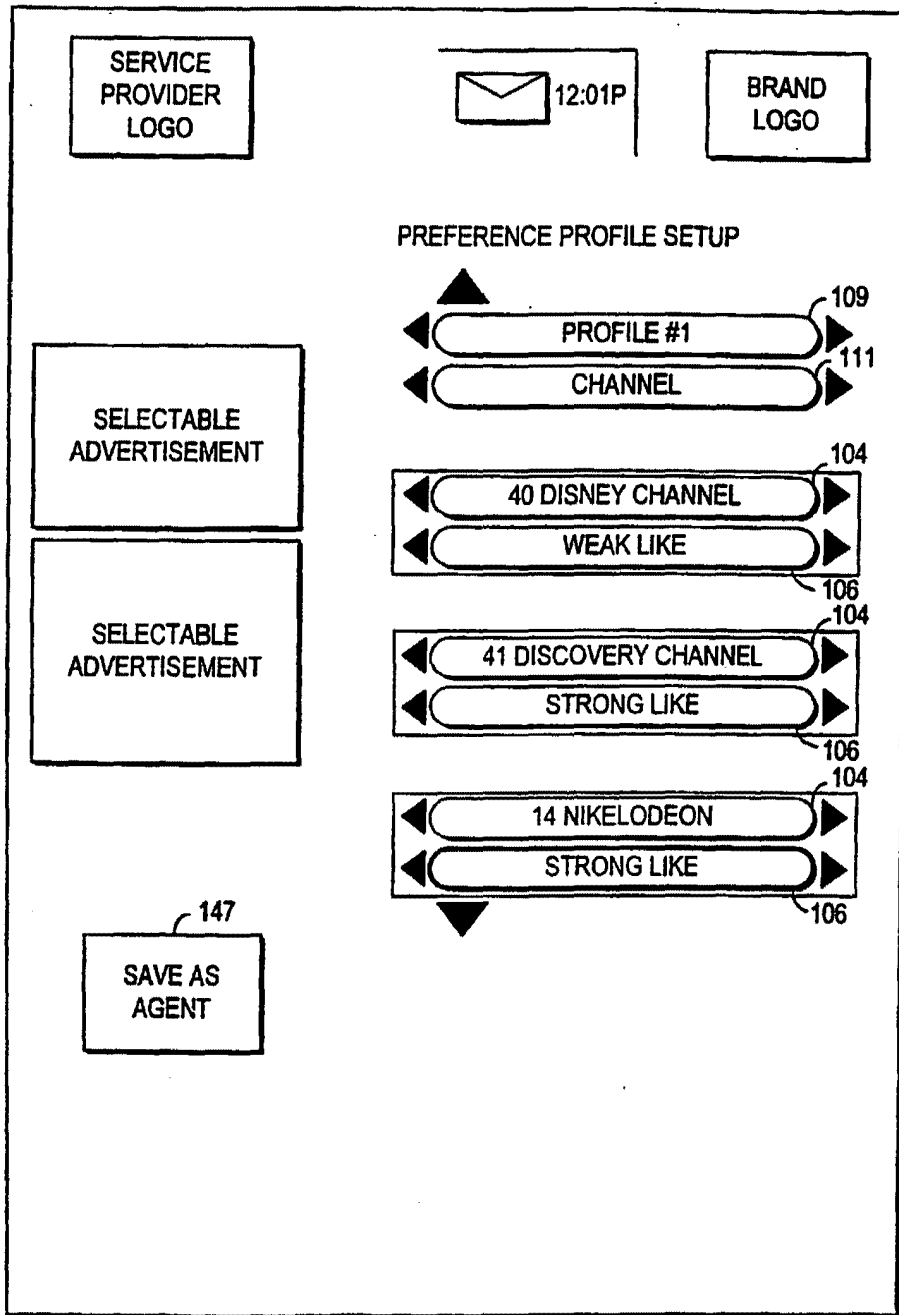 SERVICE
PROVIDER
LOGO
12:01P
BRAND
LOGO
PREFERENCE PROFILE SETUP
109
PROFILE #1
111
CHANNEL
SELECTABLE
ADVERTISEMENT
104
40 DISNEY CHANNEL
WEAK LIKE
106
SELECTABLE
ADVERTISEMENT
104
41 DISCOVERY CHANNEL
STRONG LIKE
106
104
14 NIKELODEON
STRONG LIKE
106
147
SAVE AS
AGENT